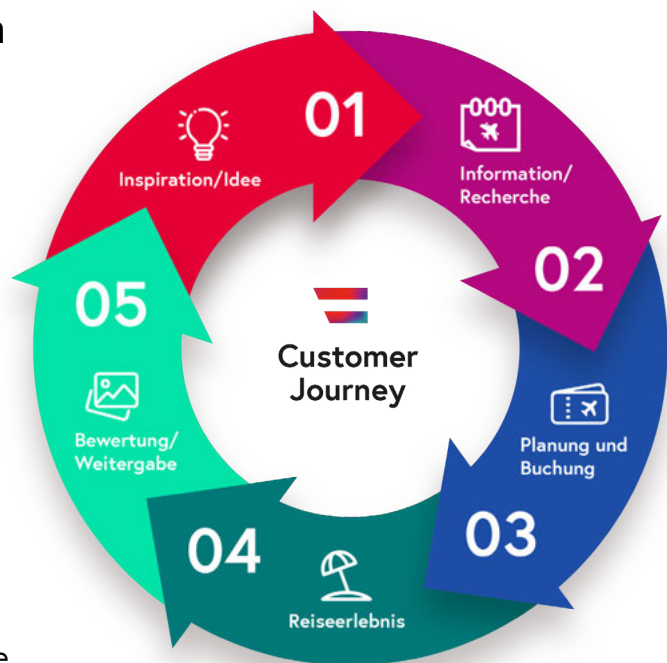 01
Inspiration/Idee
Information/
Recherche
02
Planung und
Buchung
03
Reiseerlebnis
04
Bewertung/
Weitergabe
05
Customer
Journey